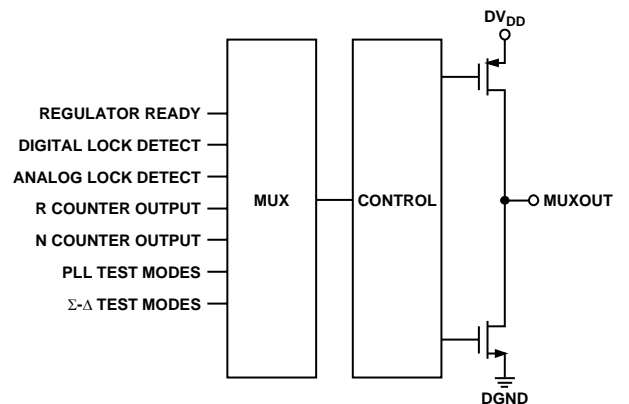 DVDD
REGULATOR READY
DIGITAL LOCK DETECT
ANALOG LOCK DETECT
R COUNTER OUTPUT
N COUNTER OUTPUT
PLL TEST MODES
Σ-Δ TEST MODES
MUX
CONTROL
MUXOUT
DGND